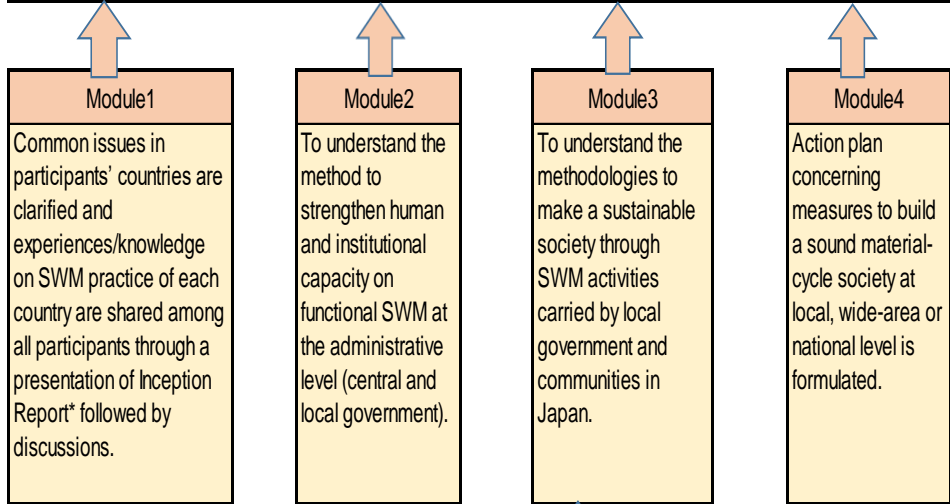 Module1
Common issues in
participants’ countries are
clarified and
experiences/knowledge
on SWM practice of each
country are shared among
all participants through a
presentation of Inception
Report* followed by
discussions.
Module2
To understand the
method to
strengthen human
and institutional
capacity on
functional SWM at
the administrative
level (central and
local government).
Module3
To understand the
methodologies to
make a sustainable
society through
SWM activities
carried by local
government and
communities in
Japan.
Module4
Action plan
concerning
measures to build
a sound material-
cycle society at
local, wide-area or
national level is
formulated.